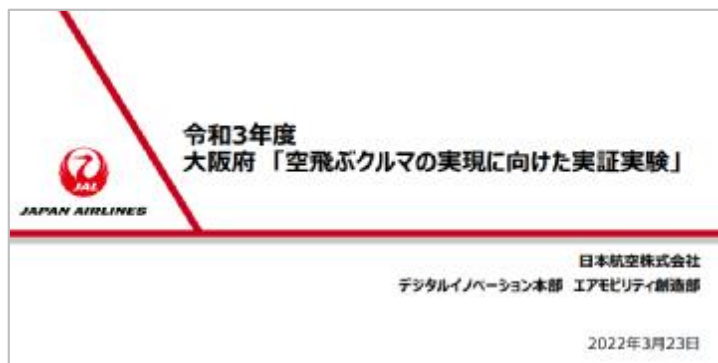 令和3年度
大阪府 「空飛ぶクルマの実現に向けた実証実験」
JAL
JAPAN AIRLINES
日本航空株式会社
デジタルイノベーション本部 エアモビリティ創造部
2022年3月23日